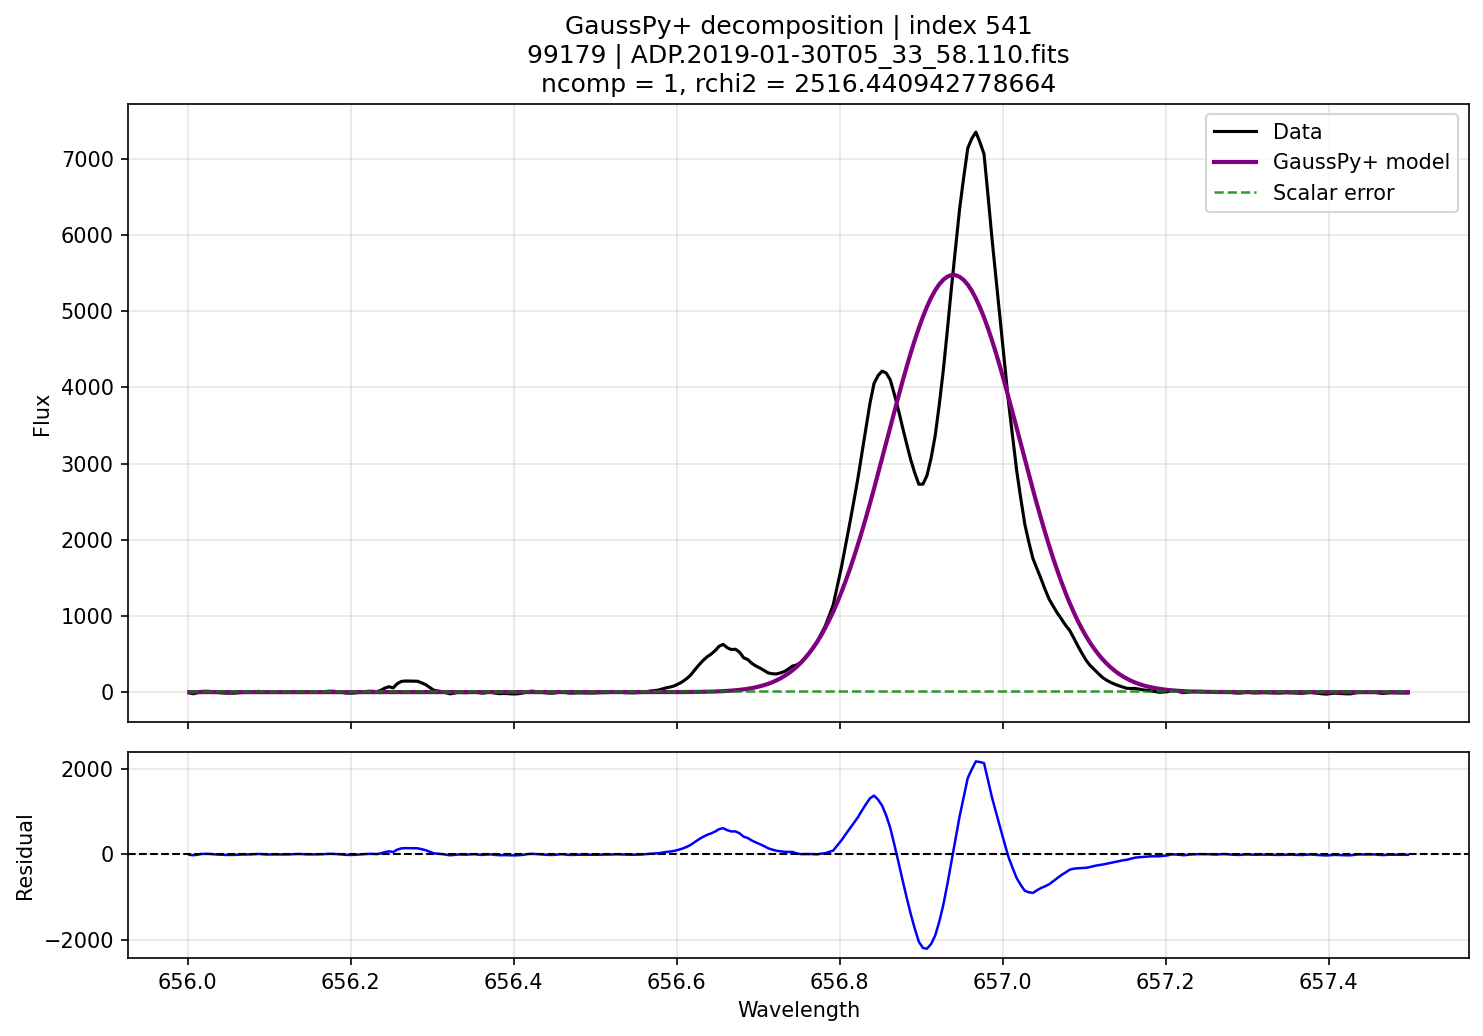 GaussPy+ decomposition | index 541
99179 | ADP.2019-01-30T05_33_58.110.fits
ncomp = 1, rchi2 = 2516.440942778664
Data
GaussPy+ model
Scalar error
7000
6000
5000
4000
3000
2000
1000
0
Flux
2000
0
−2000
Residual
656.0 656.2 656.4 656.6 656.8 657.0 657.2 657.4
Wavelength